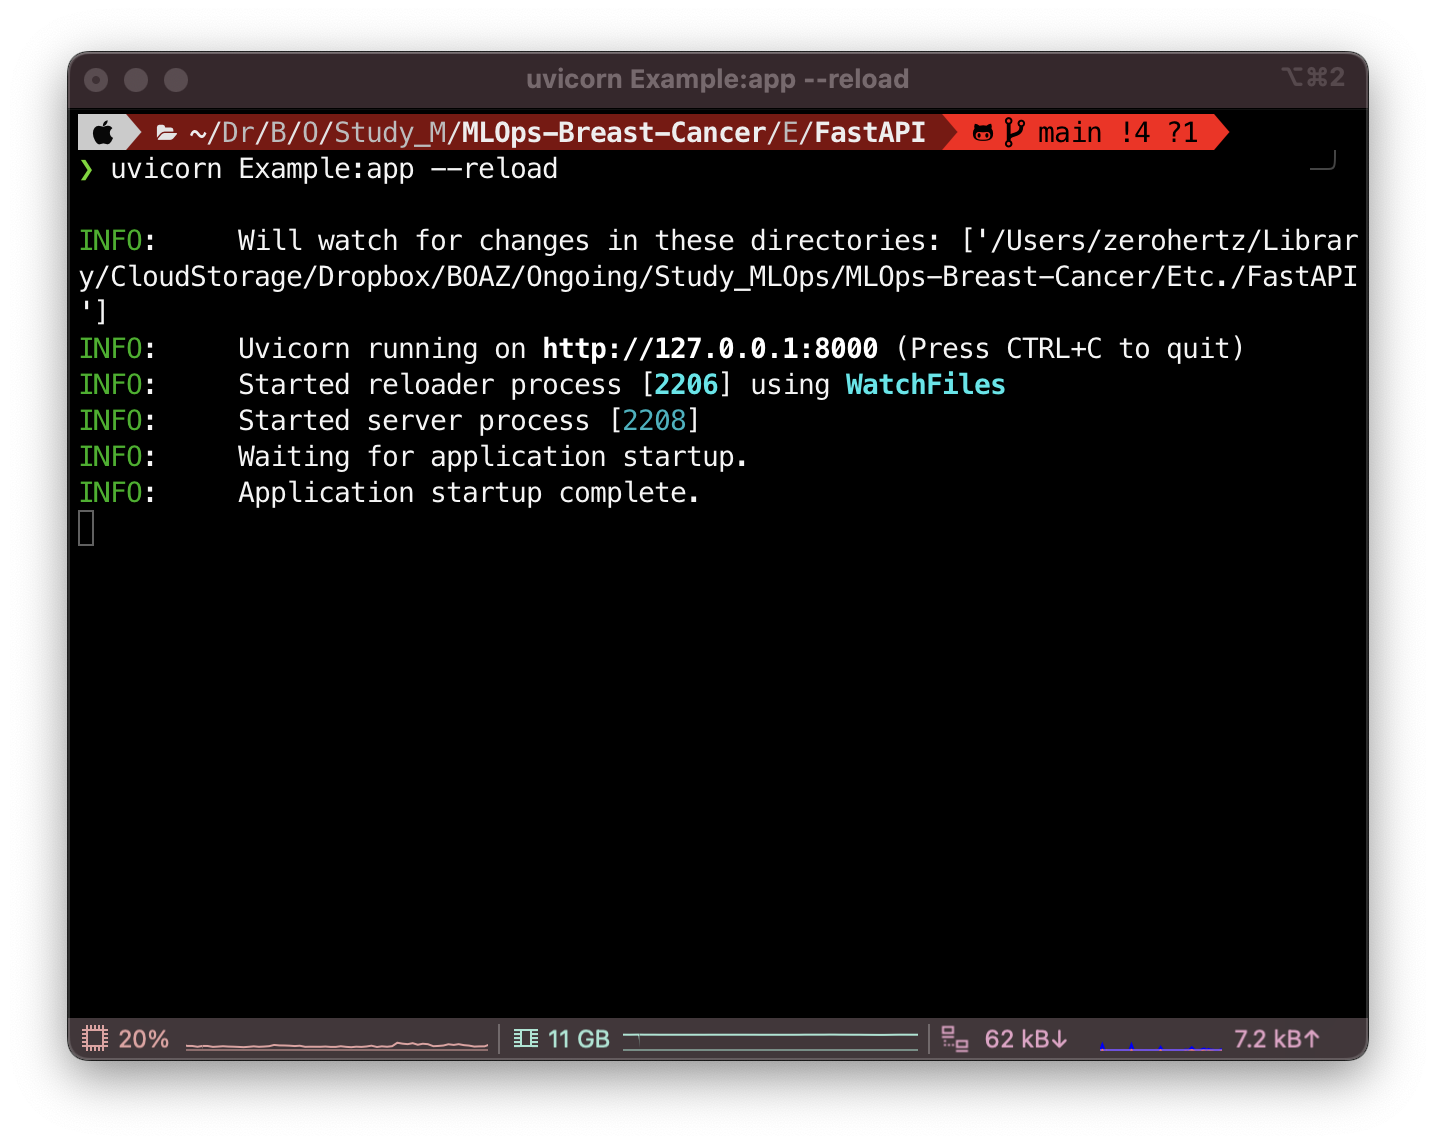 uvicorn Example:app --reload
⌥⌘2
~/Dr/B/O/Study_M/MLOps-Breast-Cancer/E/FastAPI main !4 ?1
❯ uvicorn Example:app --reload
INFO:     Will watch for changes in these directories: ['/Users/zerohertz/Librar
y/CloudStorage/Dropbox/BOAZ/Ongoing/Study_MLOps/MLOps-Breast-Cancer/Etc./FastAPI
']
INFO:     Uvicorn running on http://127.0.0.1:8000 (Press CTRL+C to quit)
INFO:     Started reloader process [2206] using WatchFiles
INFO:     Started server process [2208]
INFO:     Waiting for application startup.
INFO:     Application startup complete.
20% 11 GB 62 kB↓ 7.2 kB↑